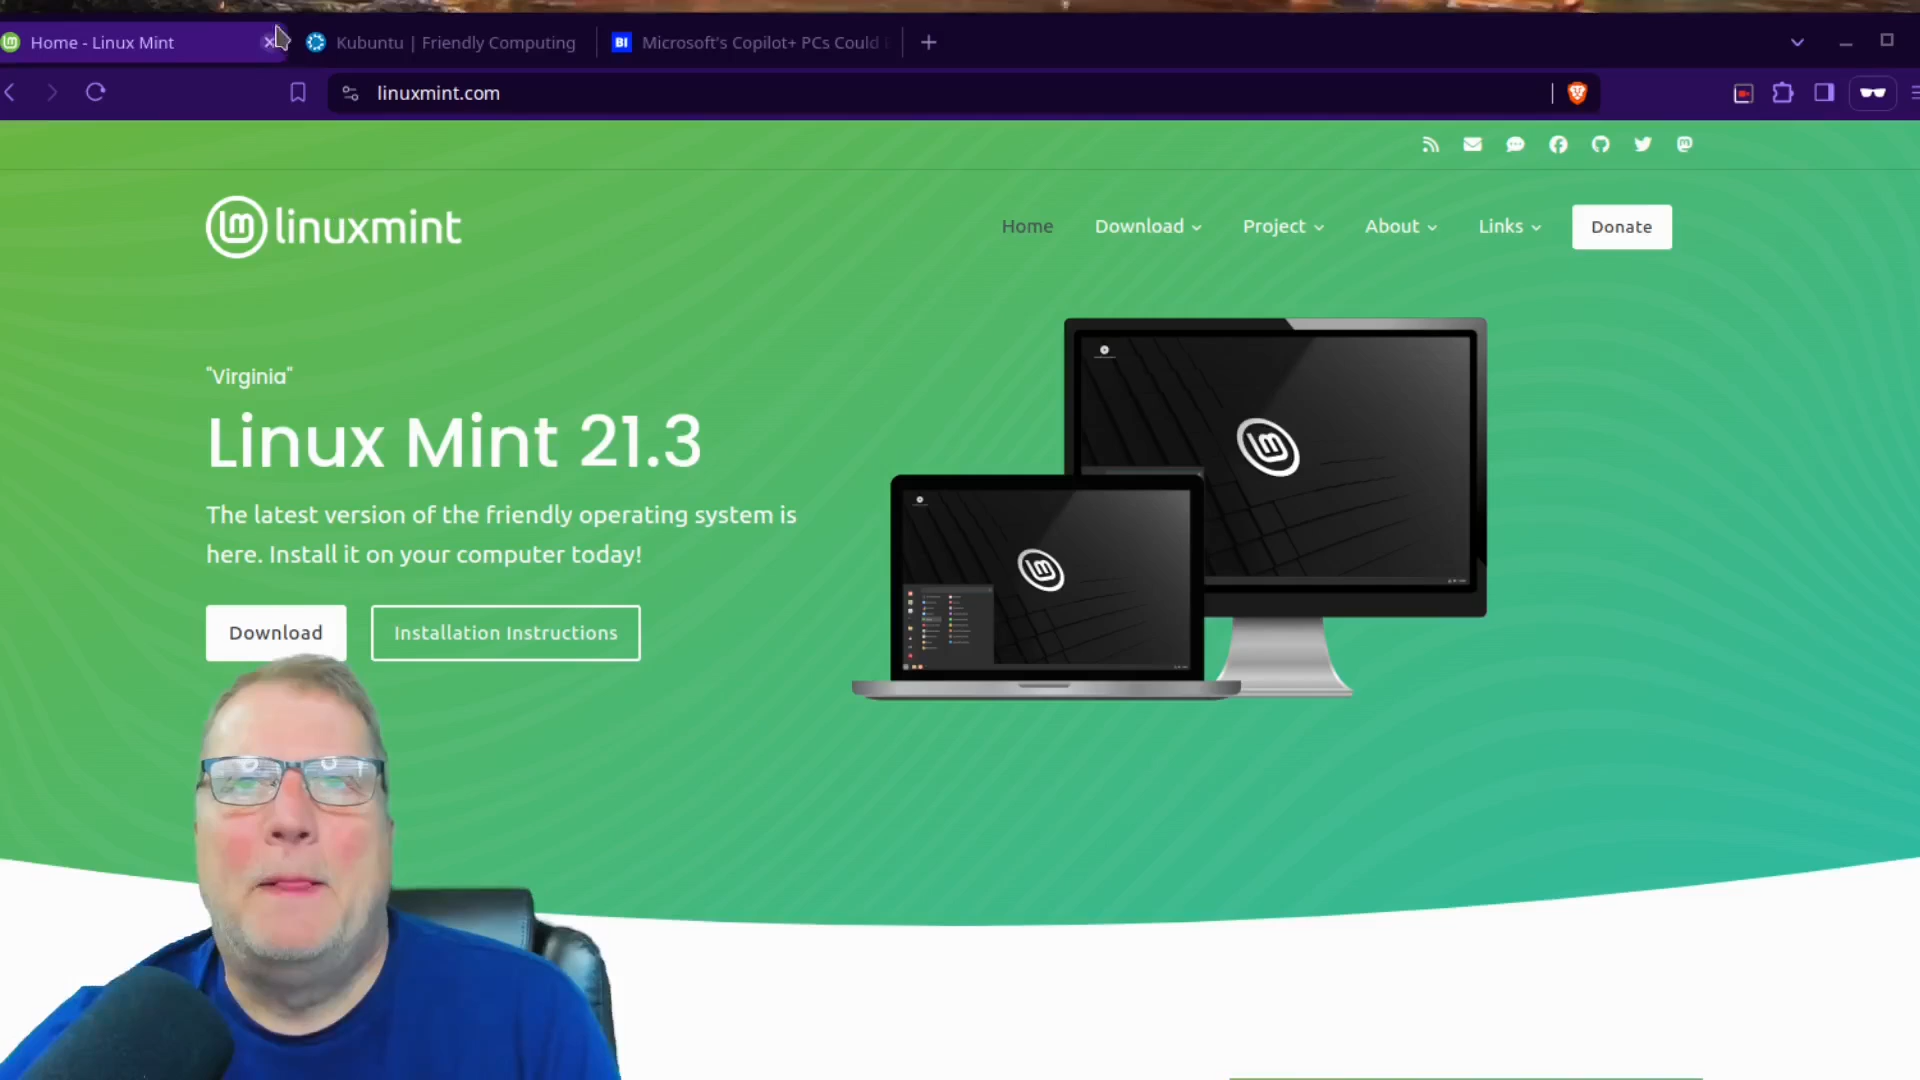 Home - Linux Mint
Kubuntu | Friendly Computing
BI
Microsoft's Copilot+ PCs Could
linuxmint.com
linuxmint
Home
Download
Project
About
Links
Donate
"Virginia"
Linux Mint 21.3
The latest version of the friendly operating system is
here. Install it on your computer today!
Download
Installation Instructions